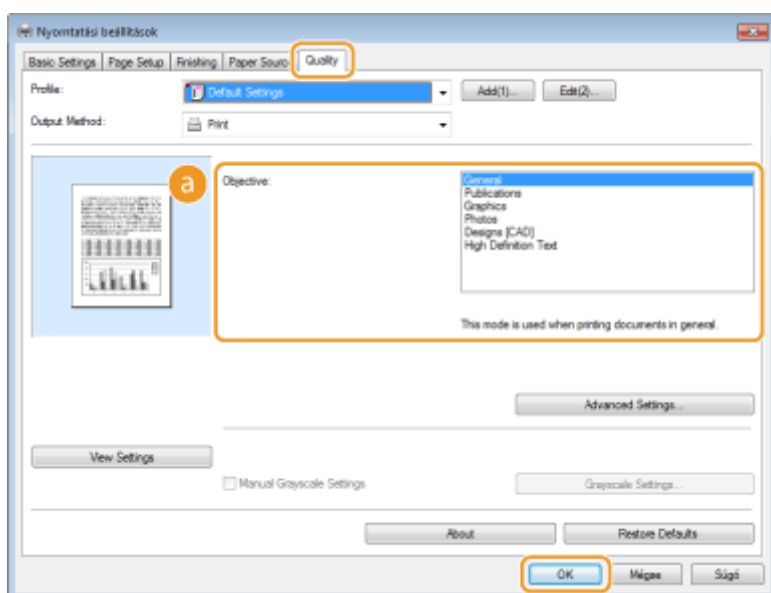 Nyomtatási beállítások
Basic Settings Page Setup Finishing Paper Source Quality
Profile: Default Settings Add(1)... Edit(2)...
Output Method: Print
a Objective: General
Publications
Graphics
Photos
Designs [CAD]
High Definition Text
This mode is used when printing documents in general.
Advanced Settings...
View Settings
Manual Grayscale Settings Grayscale Settings...
About Restore Defaults
OK Mégse Súgó